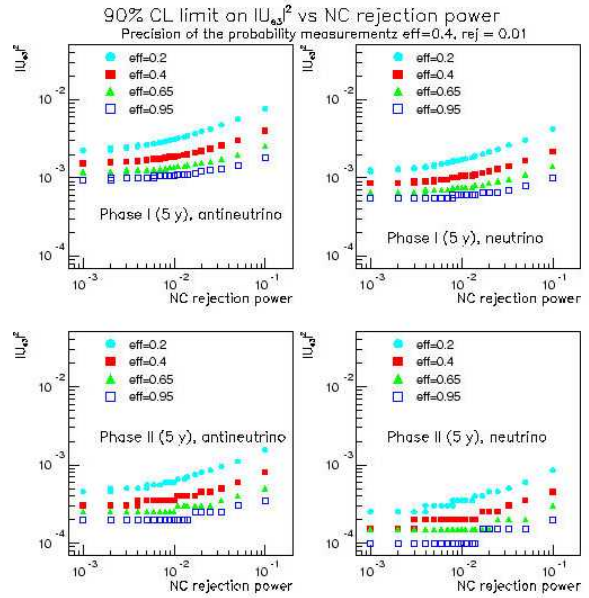 90% CL limit on |Ue3|² vs NC rejection power
Precision of the probability measurementz eff=0.4, rej = 0.01
|Ue3|²
eff=0.2
eff=0.4
eff=0.65
eff=0.95
10⁻²
10⁻³
10⁻⁴
Phase I (5 y), antineutrino
10⁻³ 10⁻² 10⁻¹
NC rejection power
|Ue3|²
eff=0.2
eff=0.4
eff=0.65
eff=0.95
10⁻²
10⁻³
10⁻⁴
Phase I (5 y), neutrino
10⁻³ 10⁻² 10⁻¹
NC rejection power
|Ue3|²
eff=0.2
eff=0.4
eff=0.65
eff=0.95
10⁻²
10⁻³
10⁻⁴
Phase II (5 y), antineutrino
10⁻³ 10⁻² 10⁻¹
NC rejection power
|Ue3|²
eff=0.2
eff=0.4
eff=0.65
eff=0.95
10⁻²
10⁻³
10⁻⁴
Phase II (5 y), neutrino
10⁻³ 10⁻² 10⁻¹
NC rejection power